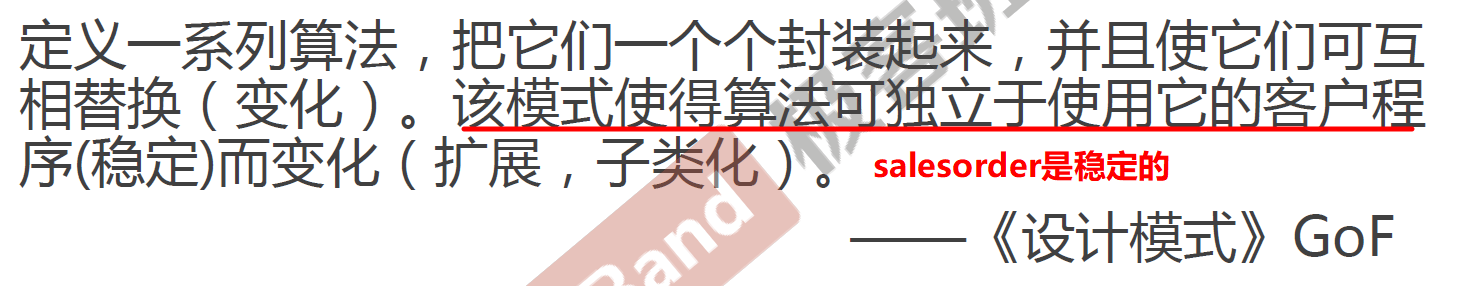 定义一系列算法，把它们一个个封装起来，并且使它们可互
相替换（变化）。该模式使得算法可独立于使用它的客户程
序(稳定)而变化（扩展，子类化）。
salesorder是稳定的
——《设计模式》GoF
Band
极客班